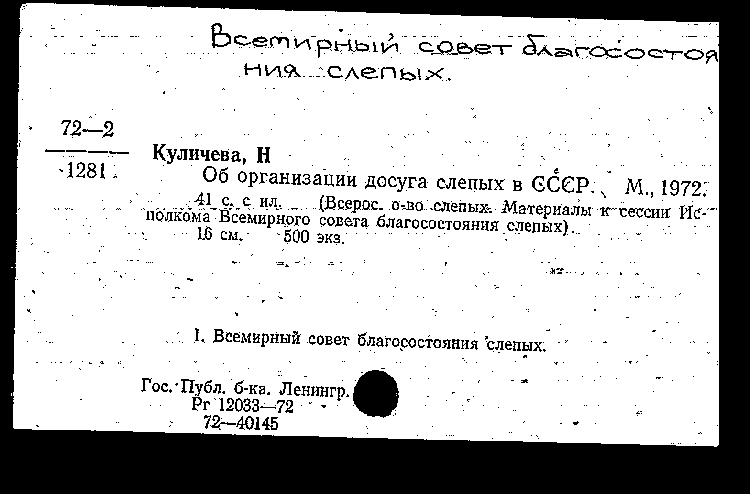 Всемирный совет благосостоя
ния слепых.
72—2
1281
Куличева, Н
Об организации досуга слепых в СССР. М., 1972.
41 с. с ил. (Всерос. о-во слепых. Материалы к сессии Ис-
полкома Всемирного совета благосостояния слепых).
16 см. 500 экз.
I. Всемирный совет благосостояния слепых.
Гос. Публ. б-ка. Ленингр.
Рг 12033—72
72—40145